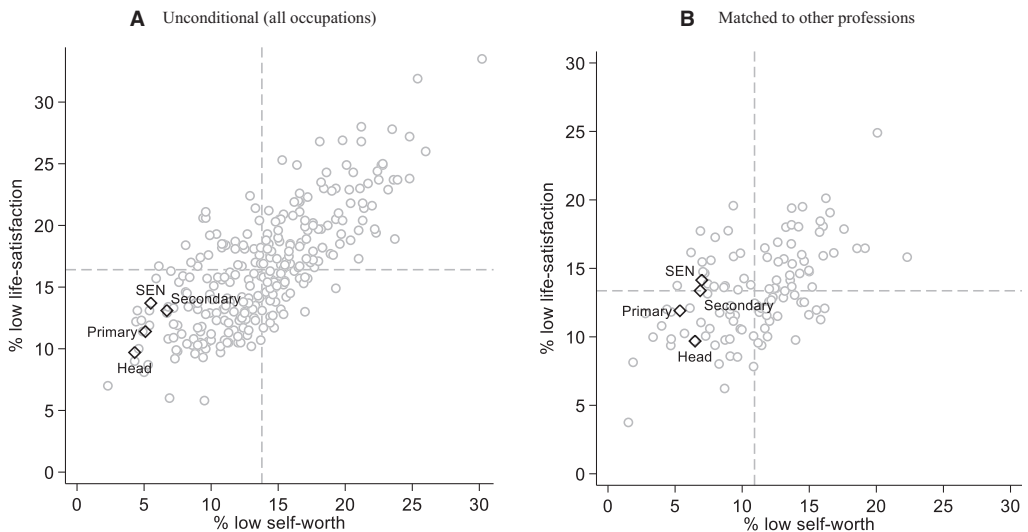 A Unconditional (all occupations)
% low life-satisfaction
30
25
20
15
10
5
0
SEN
Secondary
Primary
Head
0 5 10 15 20 25 30
% low self-worth
B Matched to other professions
% low life-satisfaction
30
25
20
15
10
5
0
SEN
Secondary
Primary
Head
0 5 10 15 20 25 30
% low self-worth